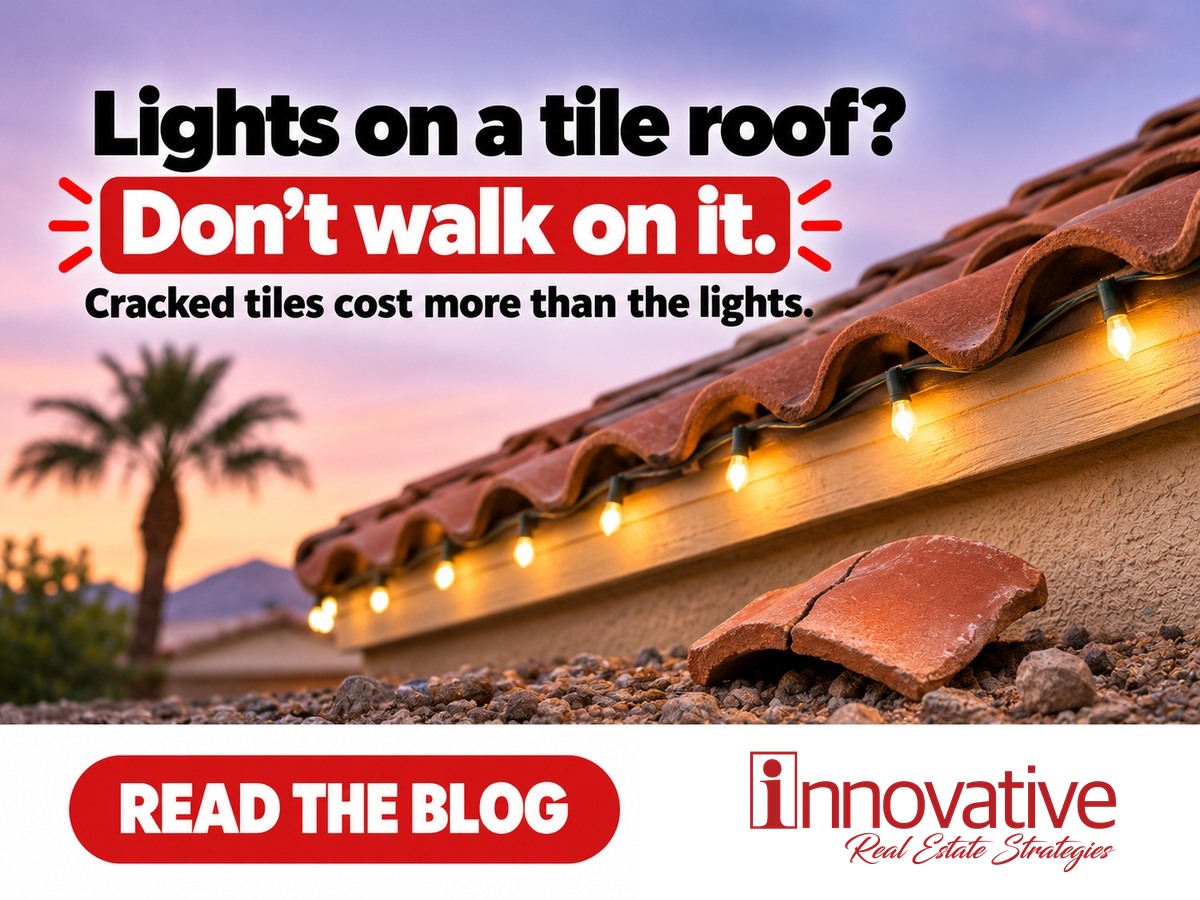 Lights on a tile roof?
Don't walk on it.
Cracked tiles cost more than the lights.
READ THE BLOG
innovative
Real Estate Strategies